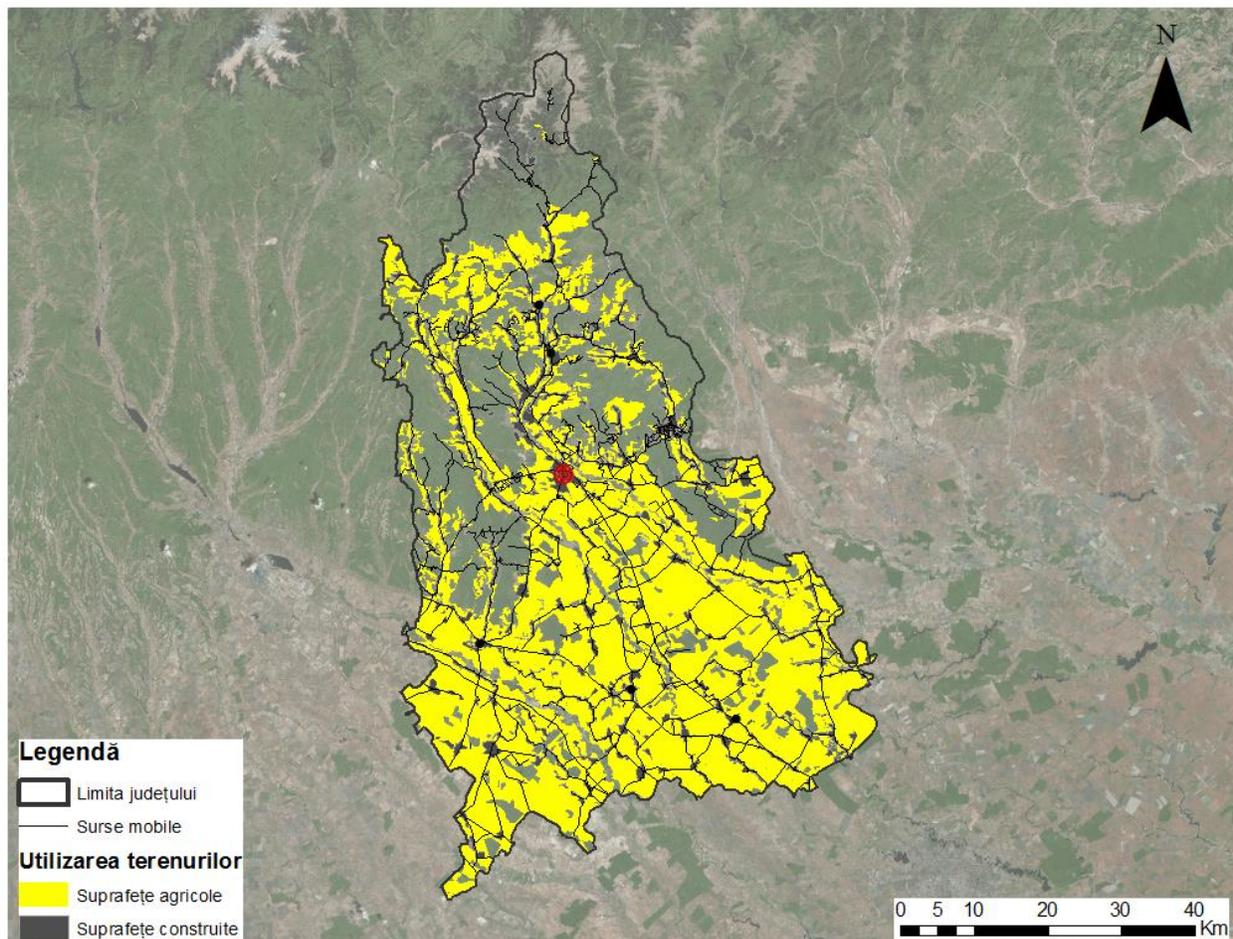 N
Legendă
Limita județului
Surse mobile
Utilizarea terenurilor
Suprafețe agricole
Suprafețe construite
0 5 10 20 30 40
Km